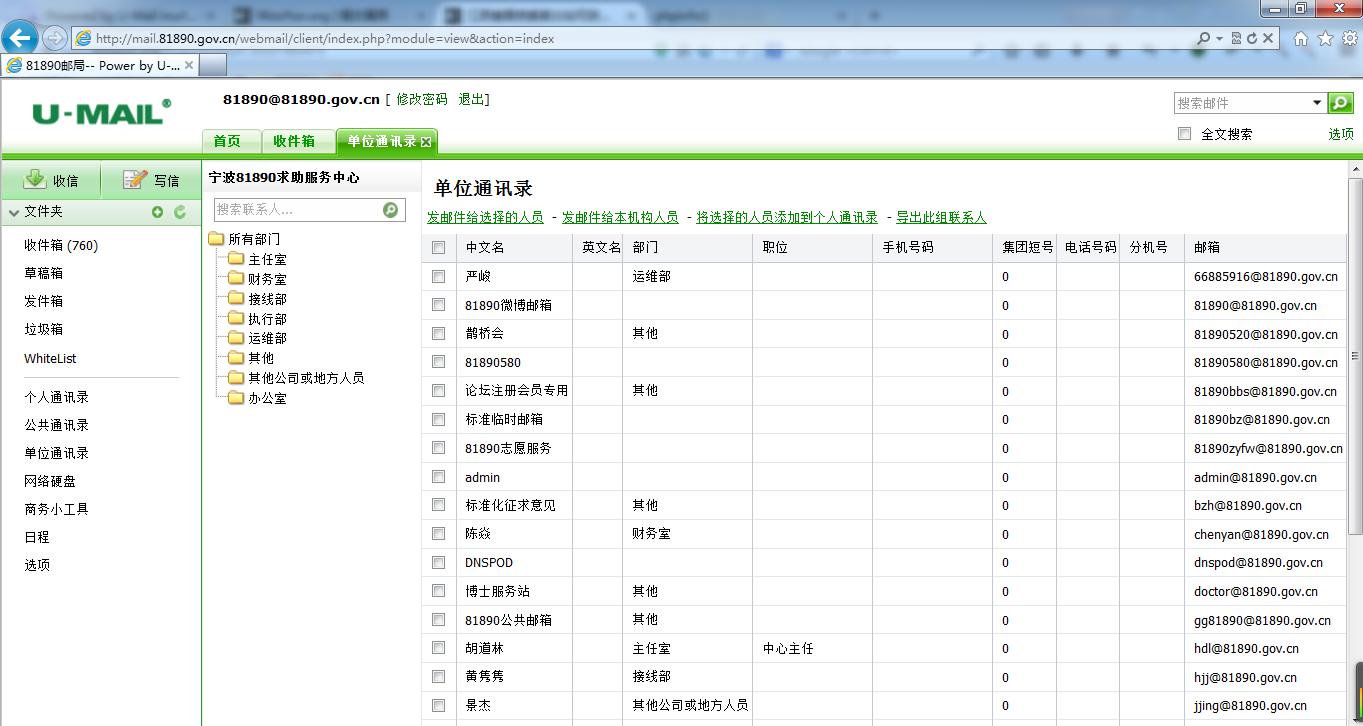 http://mail.81890.gov.cn/webmail/client/index.php?module=view&action=index
81890邮局-- Power by U-...
U-MAIL®
81890@81890.gov.cn [ 修改密码 退出]
搜索邮件
首页 收件箱 单位通讯录
全文搜索 选项
收信 写信
文件夹
收件箱 (760)
草稿箱
发件箱
垃圾箱
WhiteList
个人通讯录
公共通讯录
单位通讯录
网络硬盘
商务小工具
日程
选项
宁波81890求助服务中心
搜索联系人...
所有部门
主任室
财务室
接线部
执行部
运维部
其他
其他公司或地方人员
办公室
单位通讯录
发邮件给选择的人员 - 发邮件给本机构人员 - 将选择的人员添加到个人通讯录 - 导出此组联系人
中文名 英文名 部门 职位 手机号码 集团短号 电话号码 分机号 邮箱
严峻 运维部 0 66885916@81890.gov.cn
81890微博邮箱 0 81890@81890.gov.cn
鹊桥会 其他 0 81890520@81890.gov.cn
81890580 0 81890580@81890.gov.cn
论坛注册会员专用 其他 0 81890bbs@81890.gov.cn
标准临时邮箱 0 81890bz@81890.gov.cn
81890志愿服务 0 81890zyfw@81890.gov.cn
admin 0 admin@81890.gov.cn
标准化征求意见 其他 0 bzh@81890.gov.cn
陈焱 财务室 0 chenyan@81890.gov.cn
DNSPOD 0 dnspod@81890.gov.cn
博士服务站 其他 0 doctor@81890.gov.cn
81890公共邮箱 其他 0 gg81890@81890.gov.cn
胡道林 主任室 中心主任 0 hdl@81890.gov.cn
黄隽隽 接线部 0 hjj@81890.gov.cn
景杰 其他公司或地方人员 0 jjing@81890.gov.cn